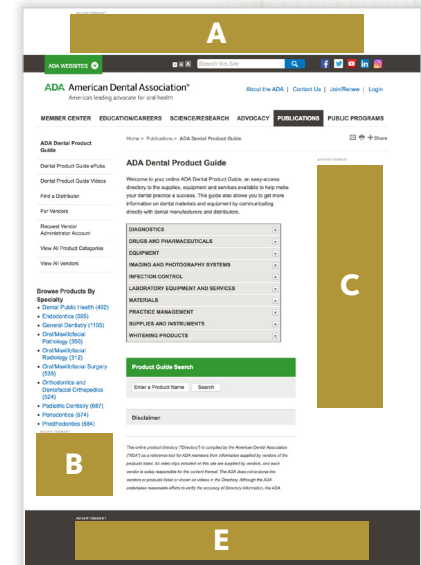 ADVERTISEMENT
A
ADA WEBSITES
A A A
Search this Site
ADA American Dental Association®
America's leading advocate for oral health
About the ADA | Contact Us | Join/Renew | Login
MEMBER CENTER EDUCATION/CAREERS SCIENCE/RESEARCH ADVOCACY PUBLICATIONS PUBLIC PROGRAMS
Home > Publications > ADA Dental Product Guide
Share
ADA Dental Product
Guide
Dental Product Guide ePubs
Dental Product Guide Videos
Find a Distributor
For Vendors
Request Vendor
Administrator Account
View All Product Categories
View All Vendors
Browse Products By
Specialty
• Dental Public Health (492)
• Endodontics (595)
• General Dentistry (1195)
• Oral/Maxillofacial
Pathology (350)
• Oral/Maxillofacial
Radiology (312)
• Oral/Maxillofacial Surgery
(535)
• Orthodontics and
Dentofacial Orthopedics
(524)
• Pediatric Dentistry (687)
• Periodontics (574)
• Prosthodontics (684)
ADVERTISEMENT
B
ADA Dental Product Guide
Welcome to your online ADA Dental Product Guide, an easy-access
directory to the supplies, equipment and services available to help make
your dental practice a success. This guide also allows you to get more
information on dental materials and equipment by communicating
directly with dental manufacturers and distributors.
DIAGNOSTICS
DRUGS AND PHARMACEUTICALS
EQUIPMENT
IMAGING AND PHOTOGRAPHY SYSTEMS
INFECTION CONTROL
LABORATORY EQUIPMENT AND SERVICES
MATERIALS
PRACTICE MANAGEMENT
SUPPLIES AND INSTRUMENTS
WHITENING PRODUCTS
Product Guide Search
Enter a Product Name
Search
Disclaimer
This online product directory ("Directory") is compiled by the American Dental Association
("ADA") as a reference tool for ADA members from information supplied by vendors of the
products listed. All video clips included on this site are supplied by vendors, and each
vendor is solely responsible for the content thereof. The ADA does not endorse the
vendors or products listed or shown on videos in the Directory. Although the ADA
undertakes reasonable efforts to verify the accuracy of Directory information, the ADA
ADVERTISEMENT
C
ADVERTISEMENT
E